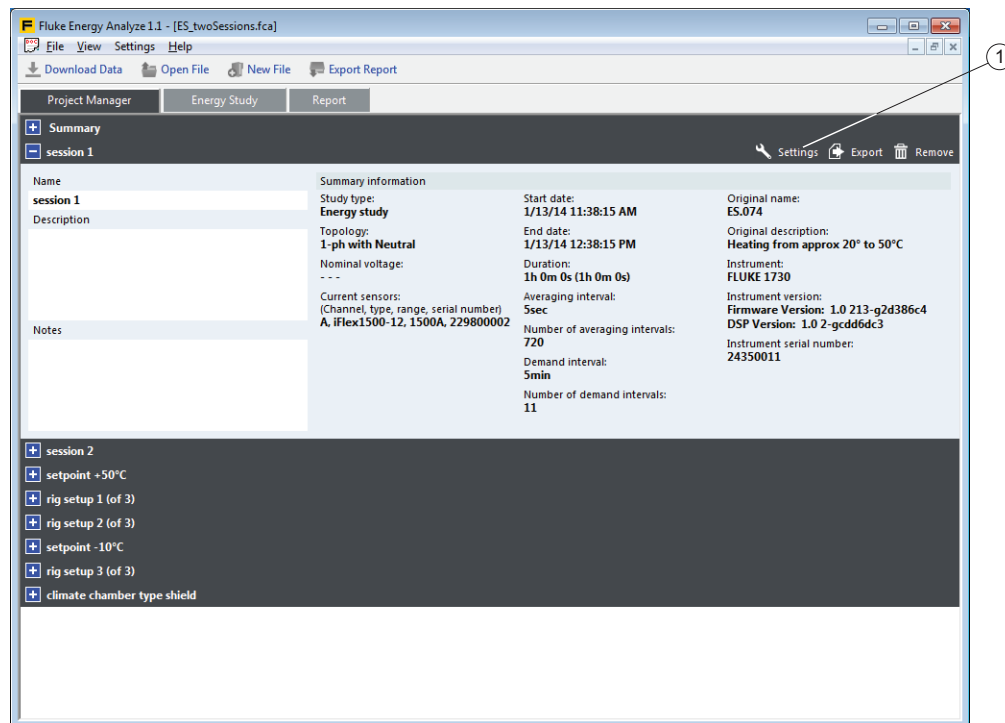 Fluke Energy Analyze 1.1 - [ES_twoSessions.fca]
File View Settings Help
Download Data Open File New File Export Report
1
Project Manager Energy Study Report
Summary
session 1 Settings Export Remove
Name
session 1
Description
Notes
Summary information
Study type:
Energy study
Topology:
1-ph with Neutral
Nominal voltage:
- - -
Current sensors:
(Channel, type, range, serial number)
A, iFlex1500-12, 1500A, 229800002
Start date:
1/13/14 11:38:15 AM
End date:
1/13/14 12:38:15 PM
Duration:
1h 0m 0s (1h 0m 0s)
Averaging interval:
5sec
Number of averaging intervals:
720
Demand interval:
5min
Number of demand intervals:
11
Original name:
ES.074
Original description:
Heating from approx 20° to 50°C
Instrument:
FLUKE 1730
Instrument version:
Firmware Version: 1.0 213-g2d386c4
DSP Version: 1.0 2-gcdd6dc3
Instrument serial number:
24350011
session 2
setpoint +50°C
rig setup 1 (of 3)
rig setup 2 (of 3)
setpoint -10°C
rig setup 3 (of 3)
climate chamber type shield